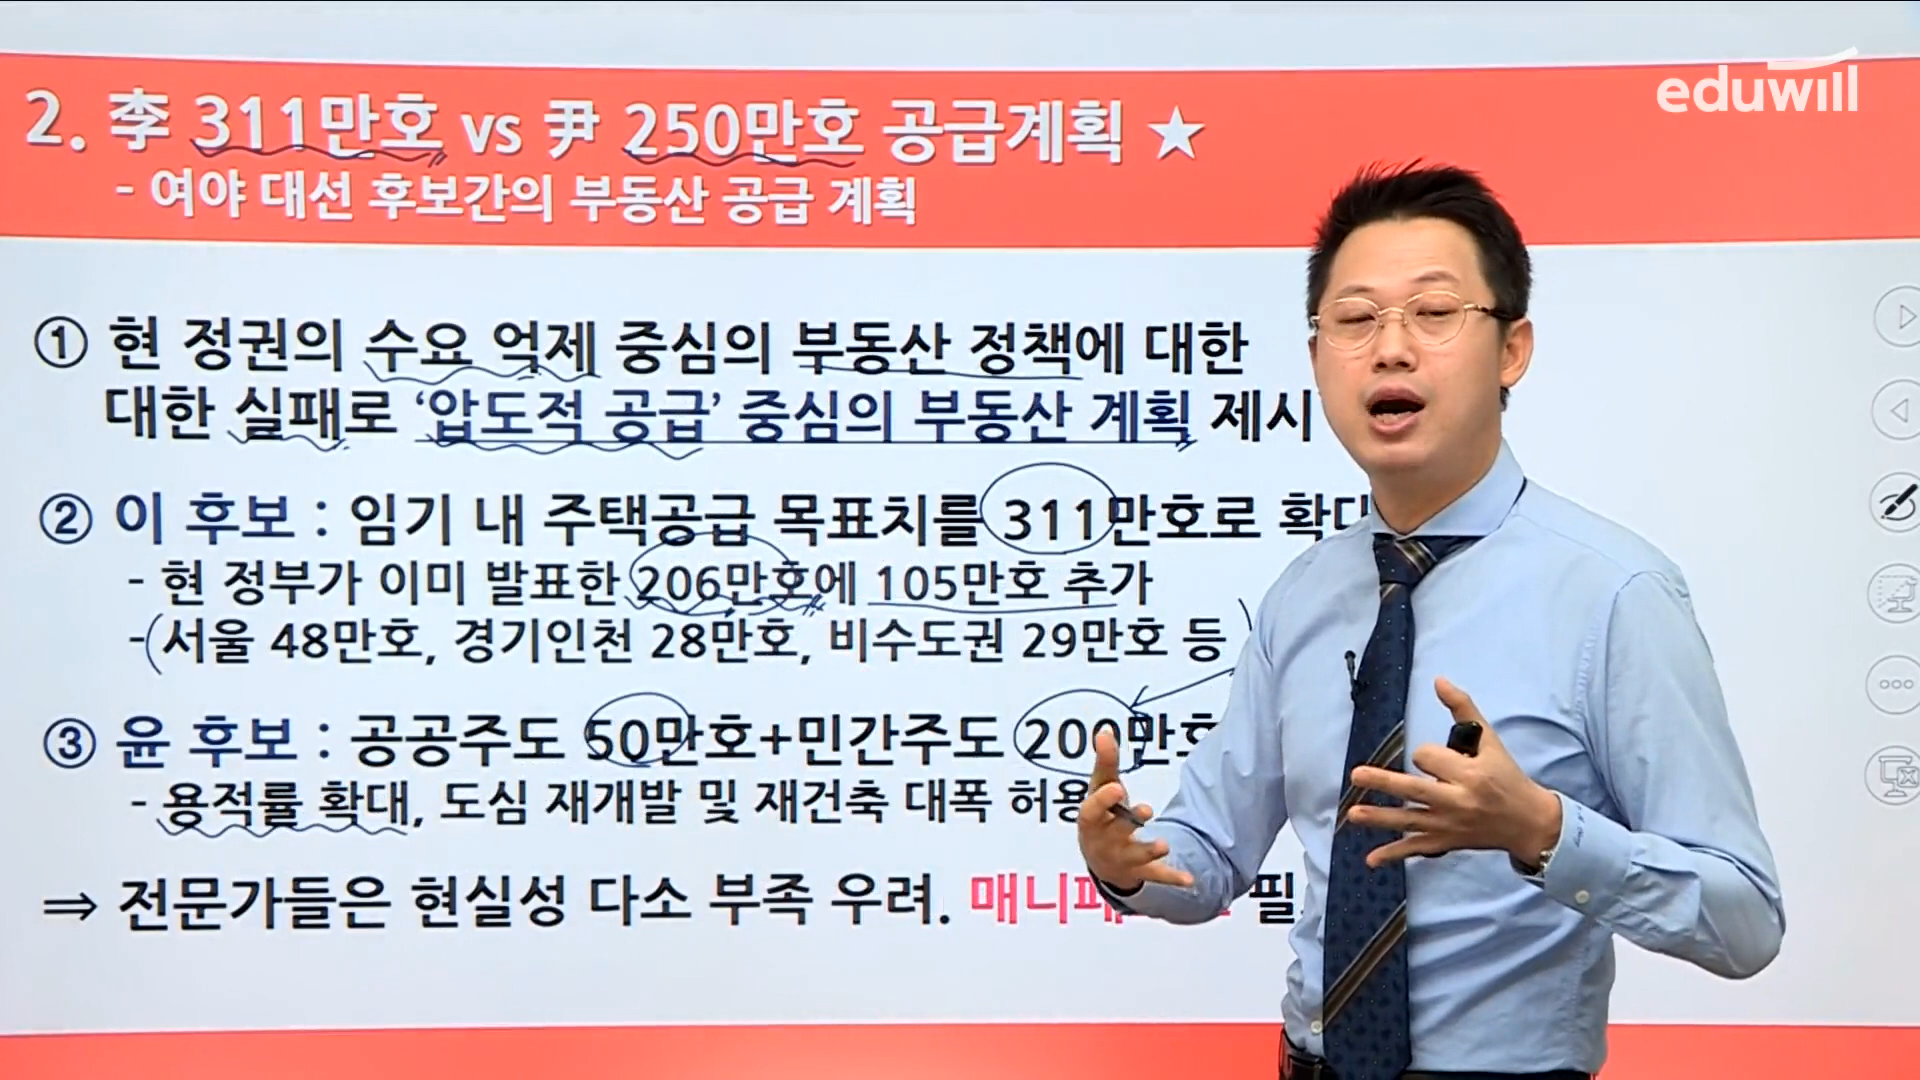 eduwill
2. 李 311만호 vs 尹 250만호 공급계획 ★
- 여야 대선 후보간의 부동산 공급 계획
① 현 정권의 수요 억제 중심의 부동산 정책에 대한
대한 실패로 ‘압도적 공급’ 중심의 부동산 계획 제시
② 이 후보 : 임기 내 주택공급 목표치를 311만호로
- 현 정부가 이미 발표한 206만호에 105만호 추가
- 서울 48만호, 경기인천 28만호, 비수도권 29만호 등
③ 윤 후보 : 공공주도 50만호+민간주도 200만호
- 용적률 확대, 도심 재개발 및 재건축 대폭 허용
⇒ 전문가들은 현실성 다소 부족 우려.